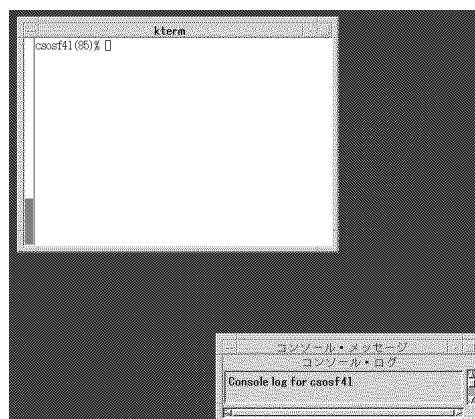 kterm
csosf41(85)%
コンソール・メッセージ
コンソール・ログ
Console log for csosf41